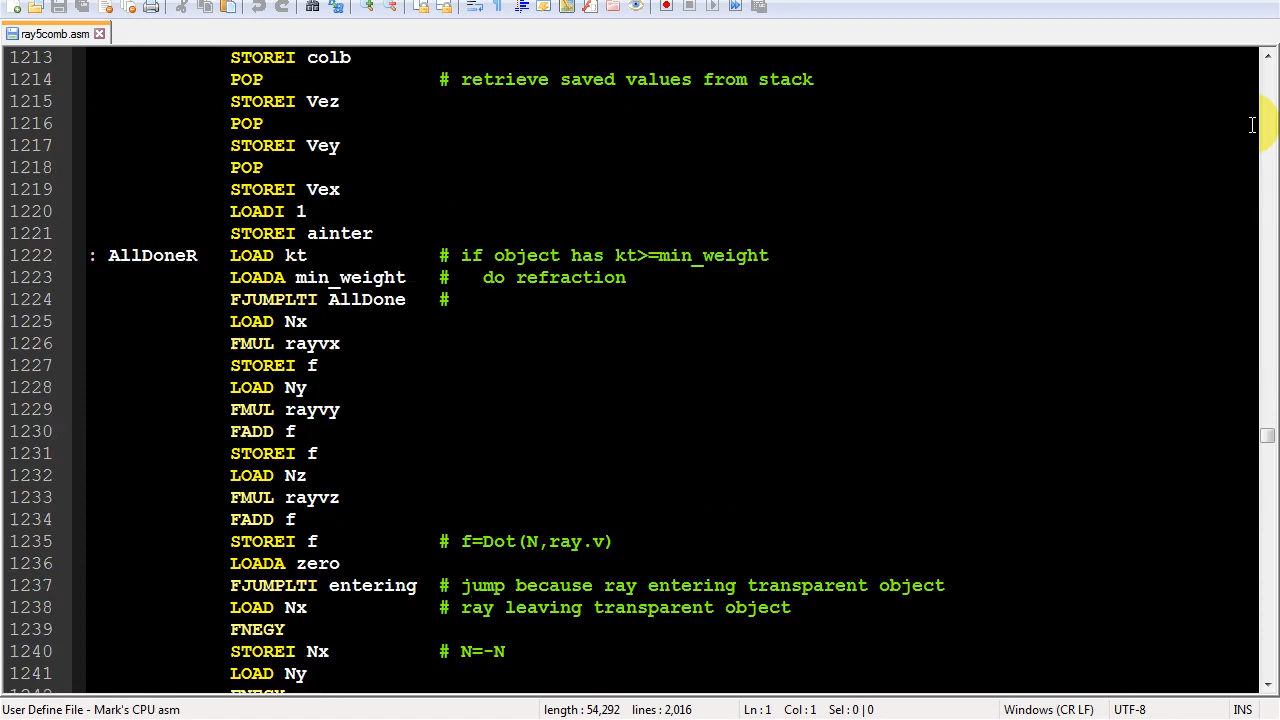 ray5comb.asm
1213 STOREI colb
1214 POP # retrieve saved values from stack
1215 STOREI Vez
1216 POP
1217 STOREI Vey
1218 POP
1219 STOREI Vex
1220 LOADI 1
1221 STOREI ainter
1222 : AllDoneR LOAD kt # if object has kt>=min_weight
1223 LOADA min_weight # do refraction
1224 FJUMPLTI AllDone #
1225 LOAD Nx
1226 FMUL rayvx
1227 STOREI f
1228 LOAD Ny
1229 FMUL rayvy
1230 FADD f
1231 STOREI f
1232 LOAD Nz
1233 FMUL rayvz
1234 FADD f
1235 STOREI f # f=Dot(N,ray.v)
1236 LOADA zero
1237 FJUMPLTI entering # jump because ray entering transparent object
1238 LOAD Nx # ray leaving transparent object
1239 FNEGY
1240 STOREI Nx # N=-N
1241 LOAD Ny
User Define File - Mark's CPU asm length : 54,292 lines : 2,016 Ln : 1 Col : 1 Sel : 0 | 0 Windows (CR LF) UTF-8 INS